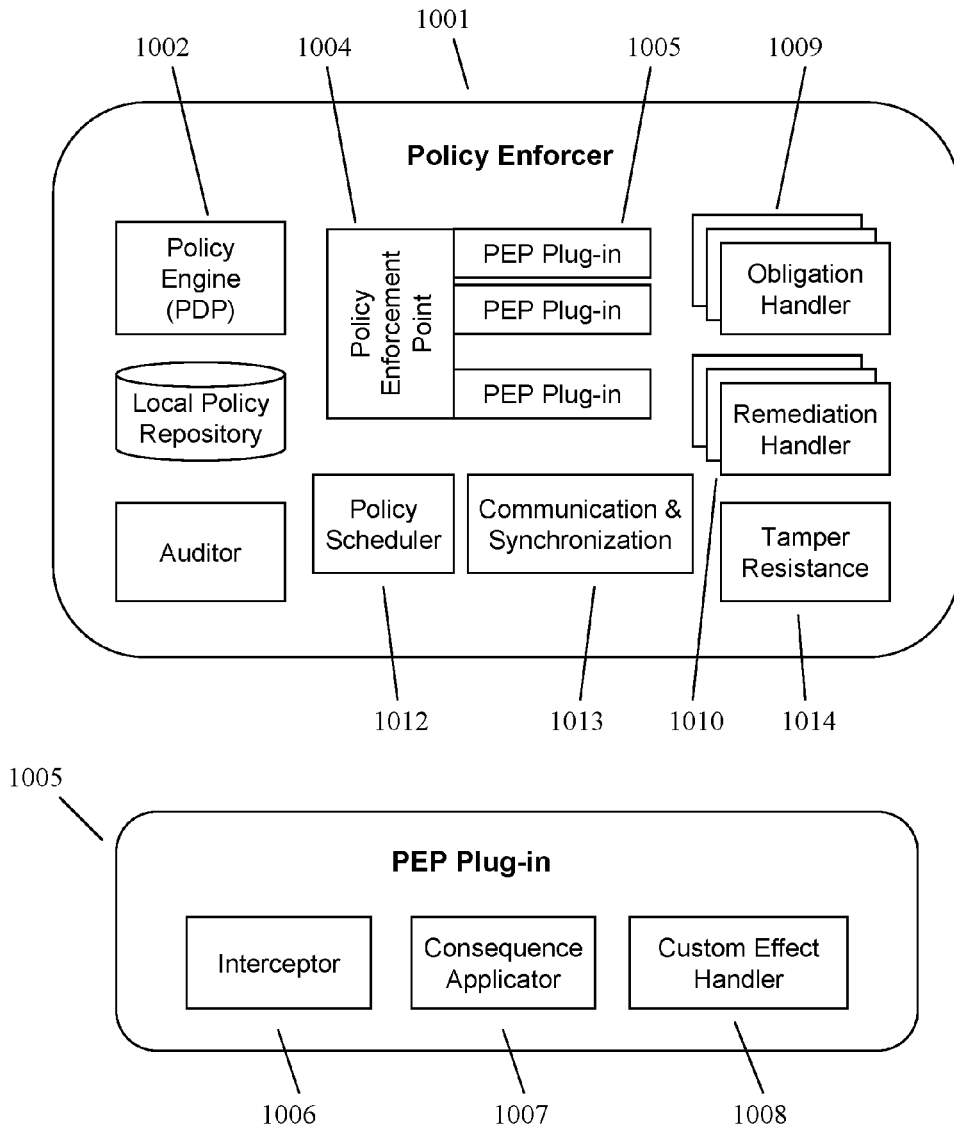 1001
1002
1004
1005
1009
Policy Enforcer
Policy
Engine
(PDP)
Policy
Enforcement
Point
PEP Plug-in
PEP Plug-in
PEP Plug-in
Obligation
Handler
Local Policy
Repository
Remediation
Handler
Auditor
Policy
Scheduler
Communication &
Synchronization
Tamper
Resistance
1012
1013
1010
1014
1005
PEP Plug-in
Interceptor
Consequence
Applicator
Custom Effect
Handler
1006
1007
1008